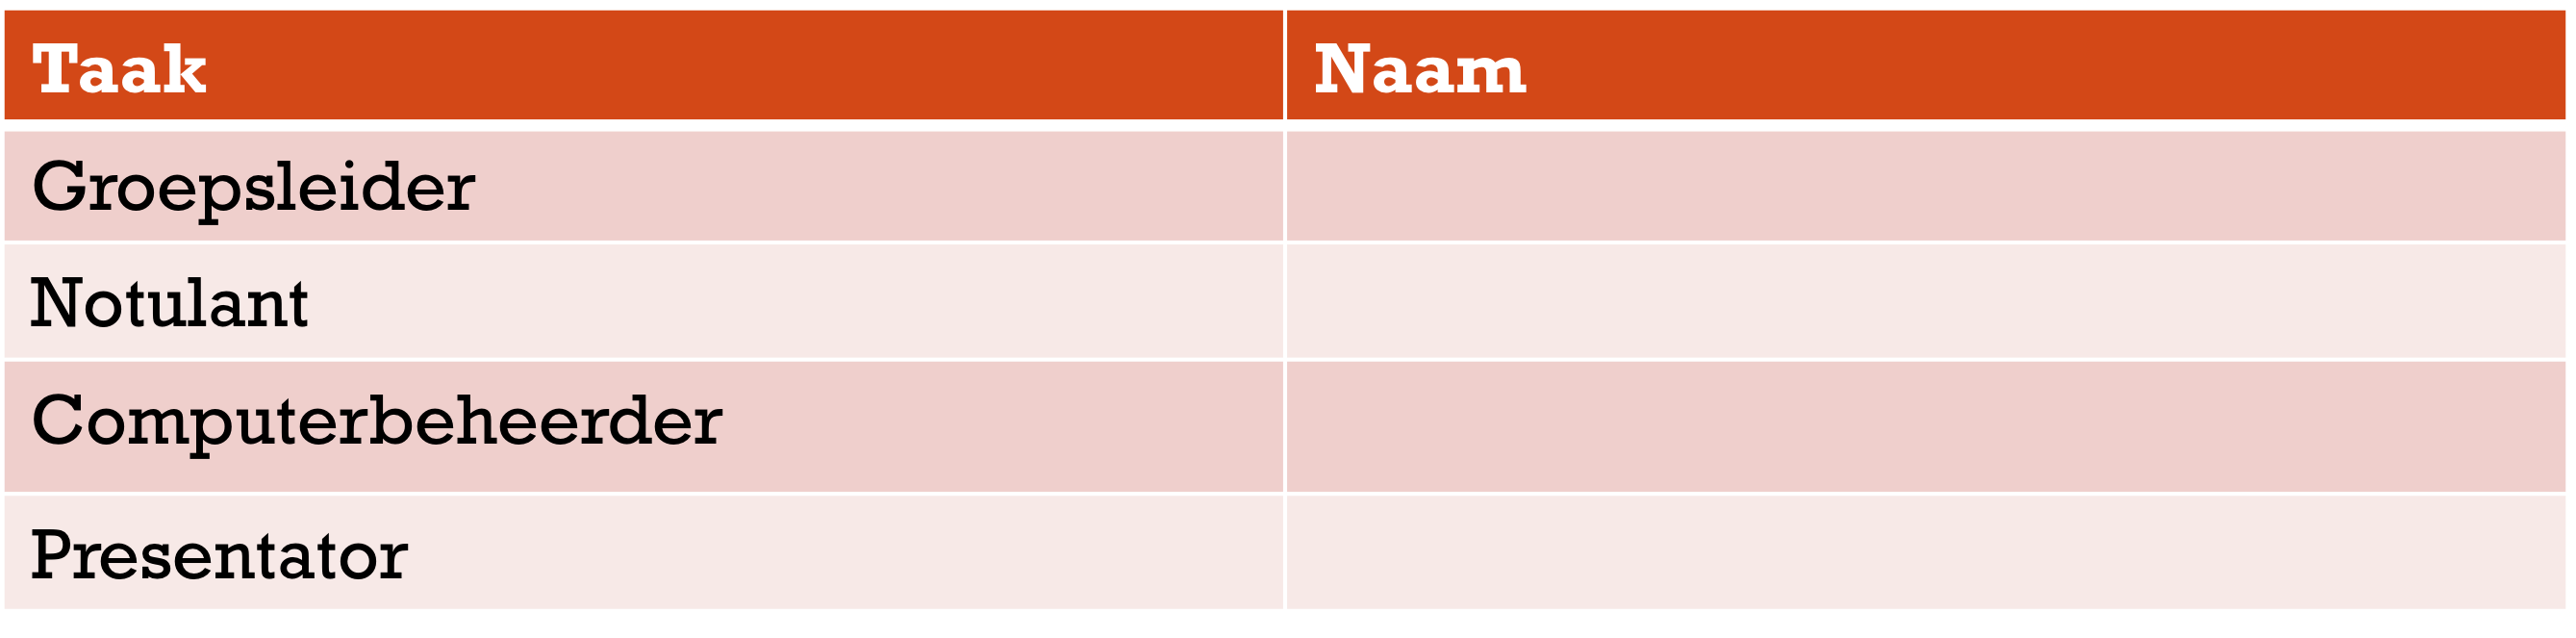 Taak Naam
Groepsleider
Notulant
Computerbeheerder
Presentator